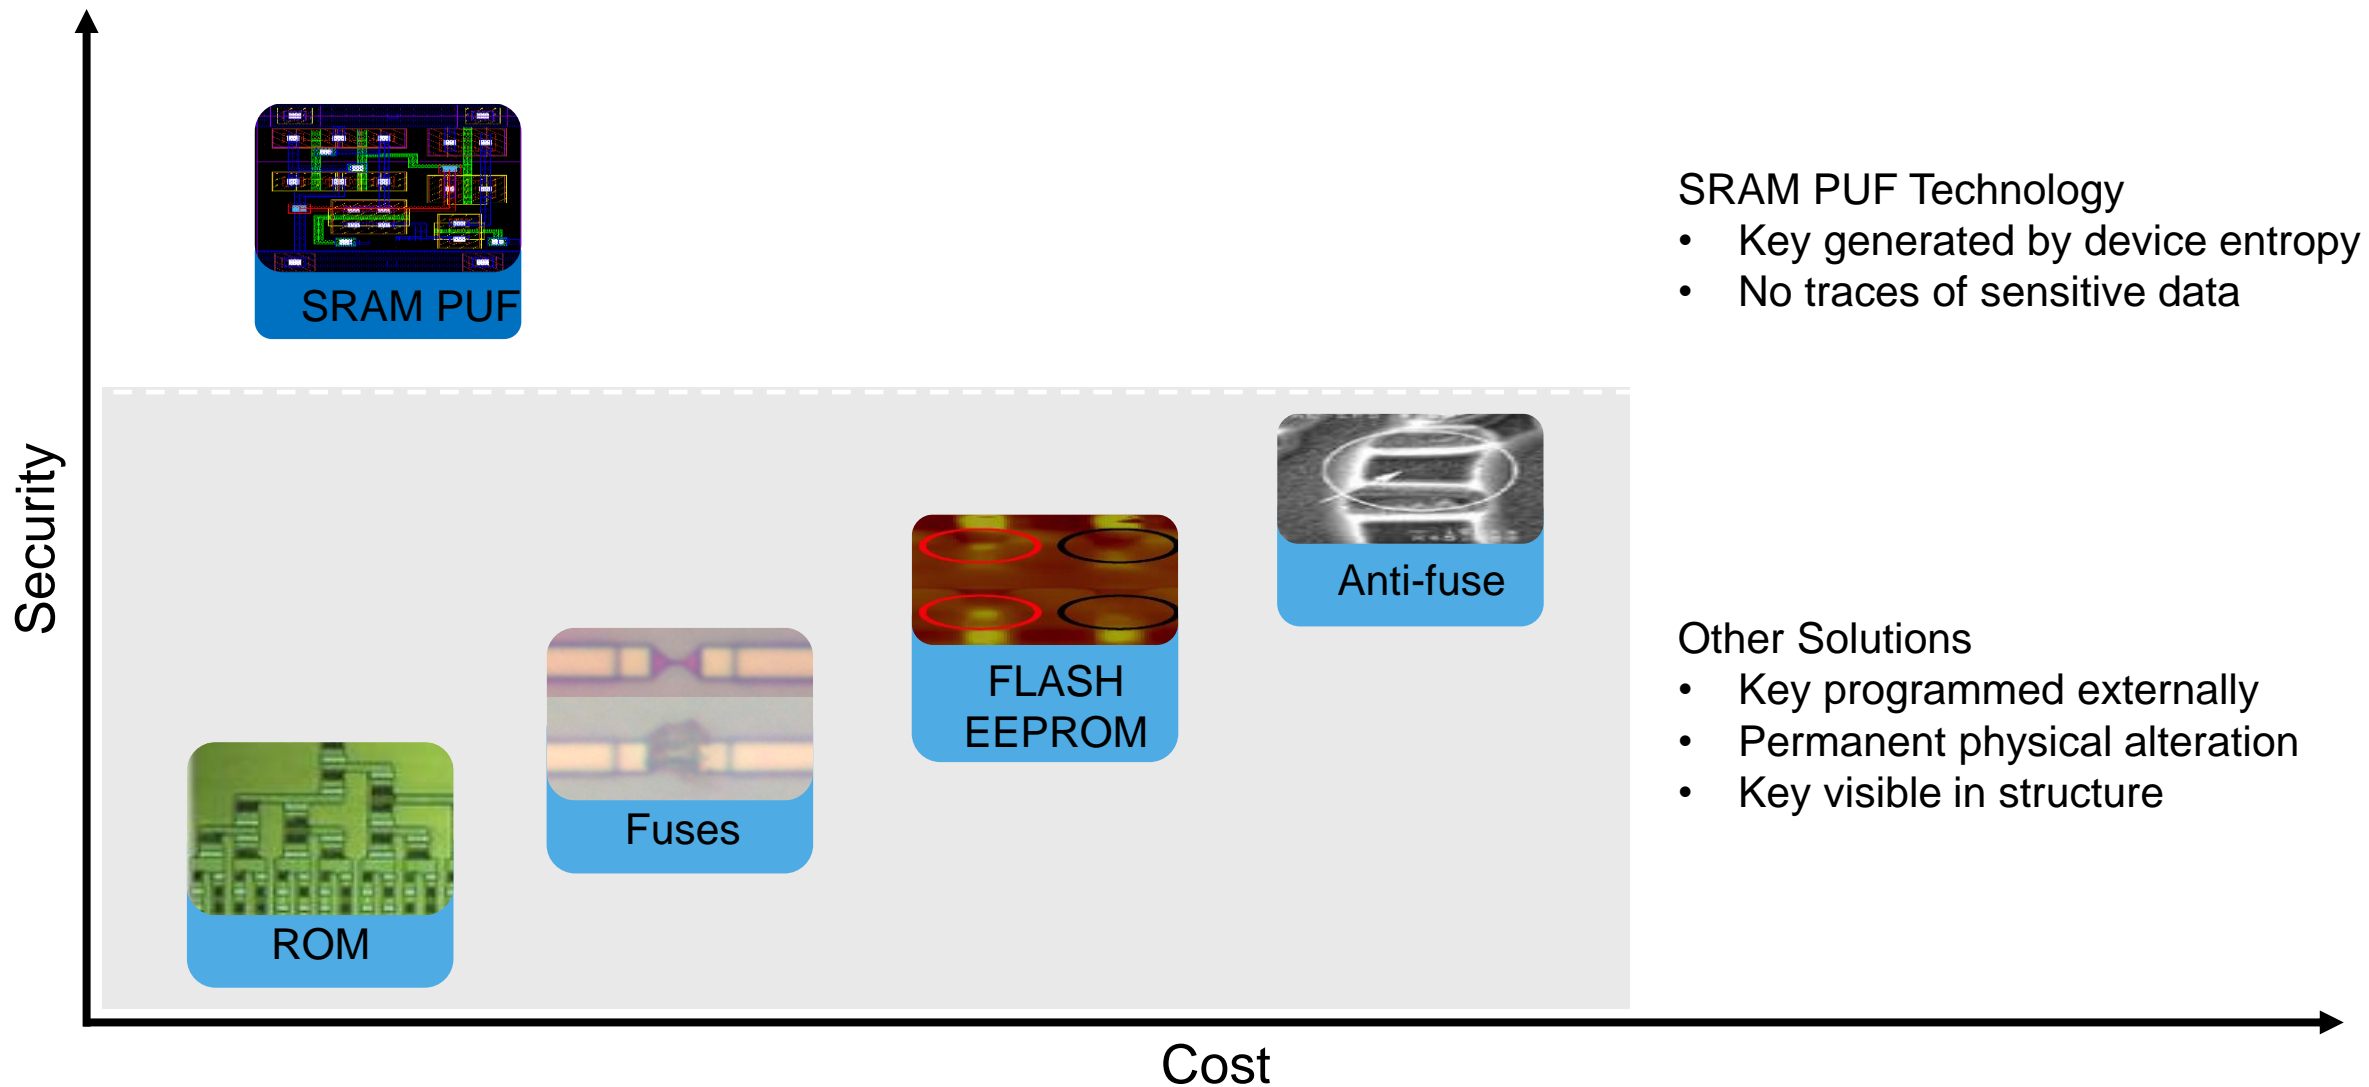 Security
SRAM PUF
SRAM PUF Technology
• Key generated by device entropy
• No traces of sensitive data
Anti-fuse
FLASH
EEPROM
Fuses
ROM
Other Solutions
• Key programmed externally
• Permanent physical alteration
• Key visible in structure
Cost